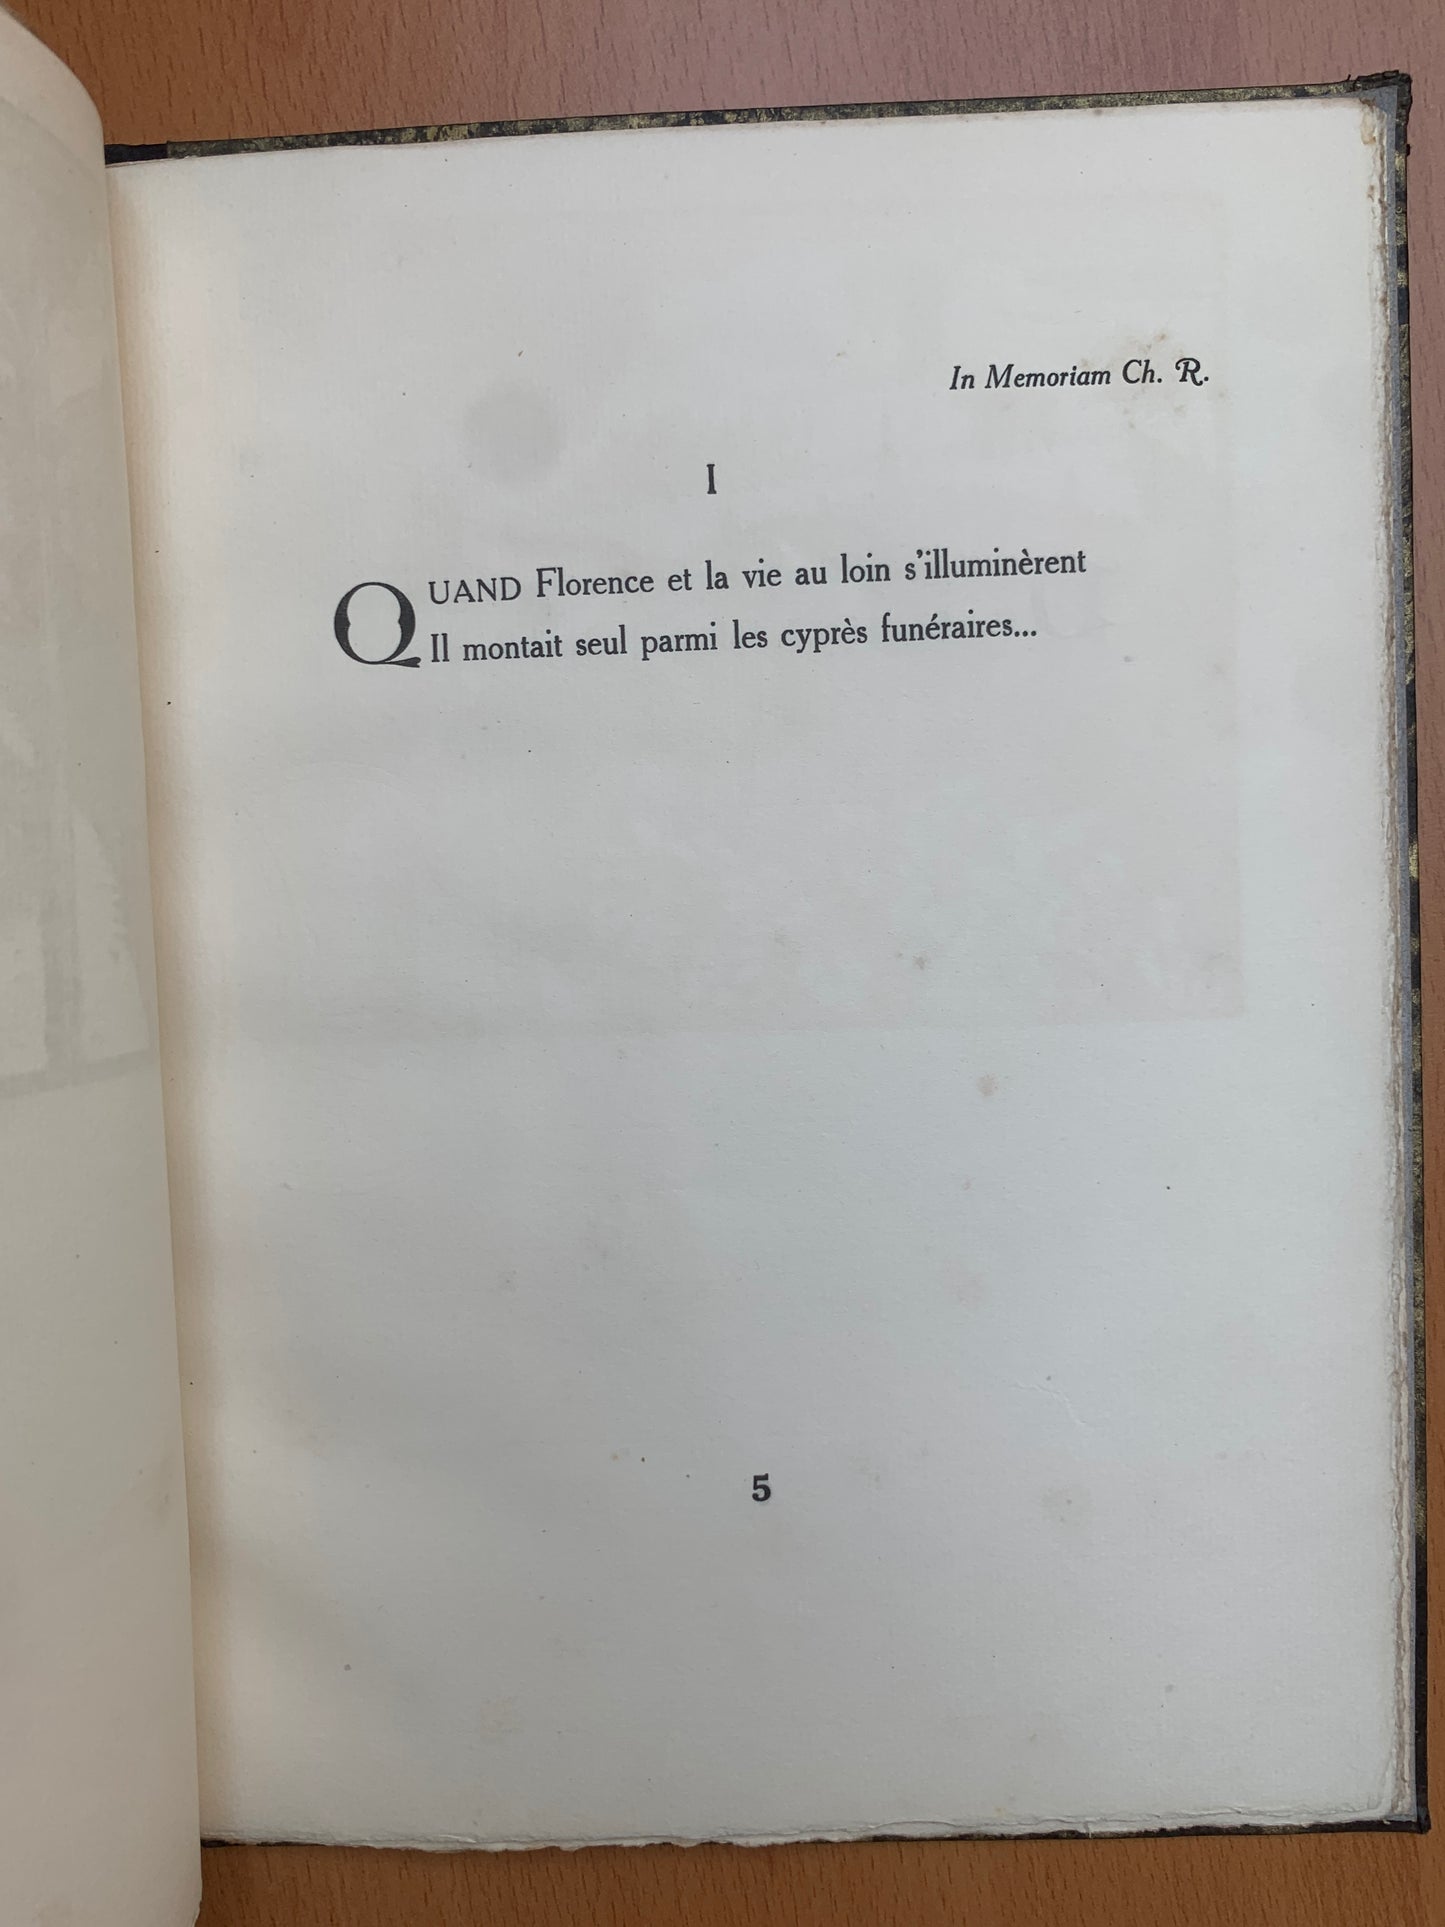 In Memoriam Ch. R.
I
QUAND Florence et la vie au loin s'illuminèrent
Il montait seul parmi les cyprès funéraires...
5